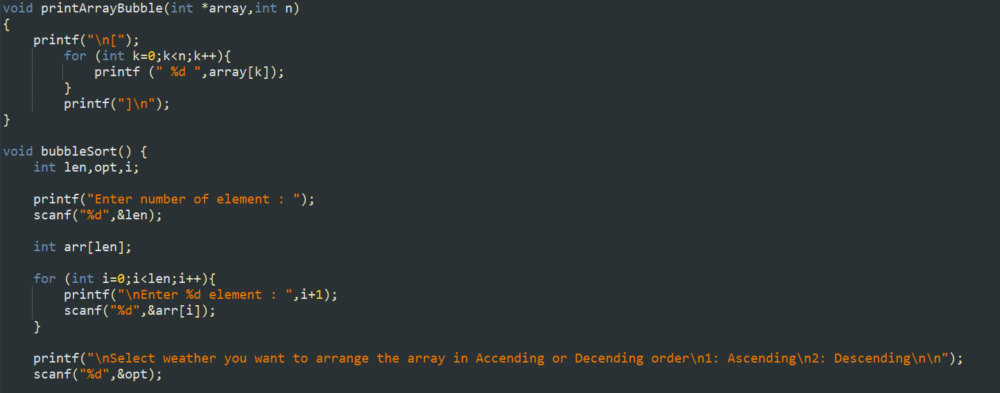 void printArrayBubble(int *array,int n)
{
    printf("\n[");
        for (int k=0;k<n;k++){
            printf (" %d ",array[k]);
        }
        printf("]\n");
}

void bubbleSort() {
    int len,opt,i;

    printf("Enter number of element : ");
    scanf("%d",&len);

    int arr[len];

    for (int i=0;i<len;i++){
        printf("\nEnter %d element : ",i+1);
        scanf("%d",&arr[i]);
    }

    printf("\nSelect weather you want to arrange the array in Accending or Decending order\n1: Ascending\n2: Descending\n\n");
    scanf("%d",&opt);